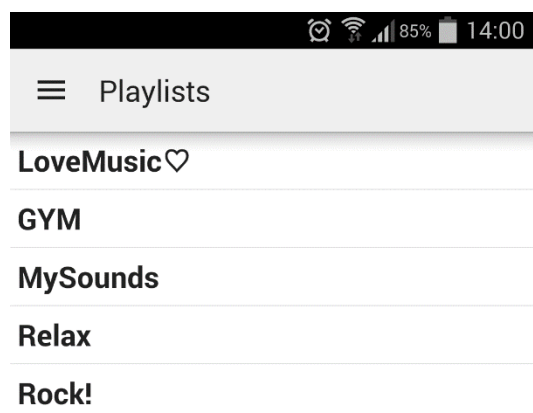 85% 14:00
Playlists
LoveMusic♡
GYM
MySounds
Relax
Rock!